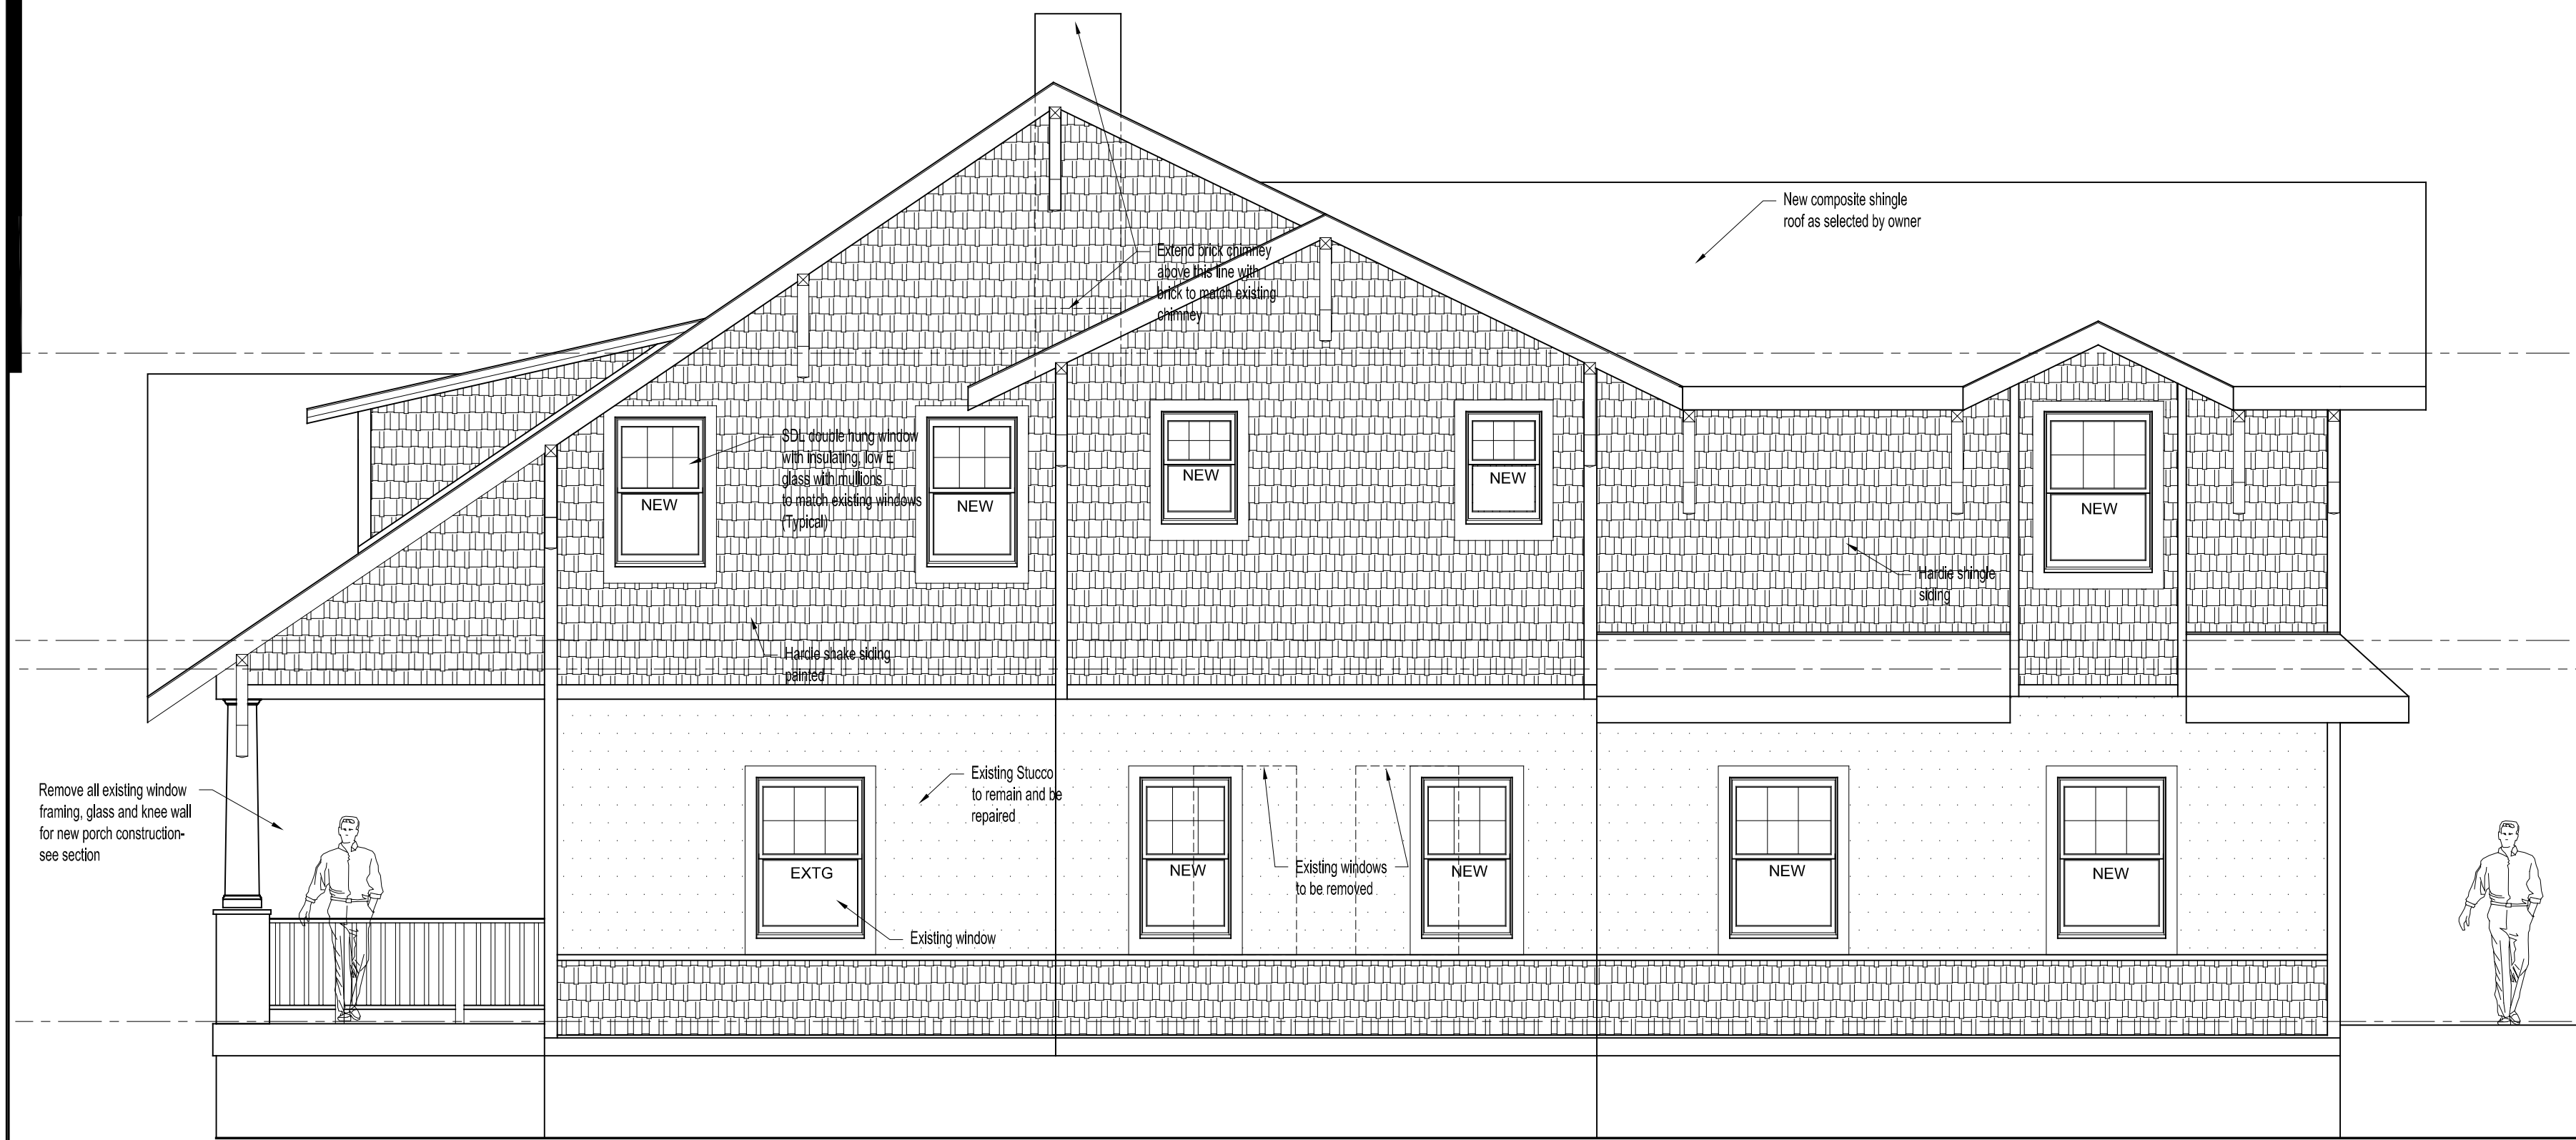 New composite shingle
roof as selected by owner
Extend brick chimney
above this line with
brick to match existing
chimney
SDL double hung window
with insulating, low E
glass with mullions
to match existing windows
(Typical)
NEW
NEW
NEW
NEW
NEW
Hardie shingle
siding
Hardie shake siding
painted
Remove all existing window
framing, glass and knee wall
for new porch construction-
see section
Existing Stucco
to remain and be
repaired
EXTG
NEW
NEW
NEW
NEW
Existing windows
to be removed
Existing window